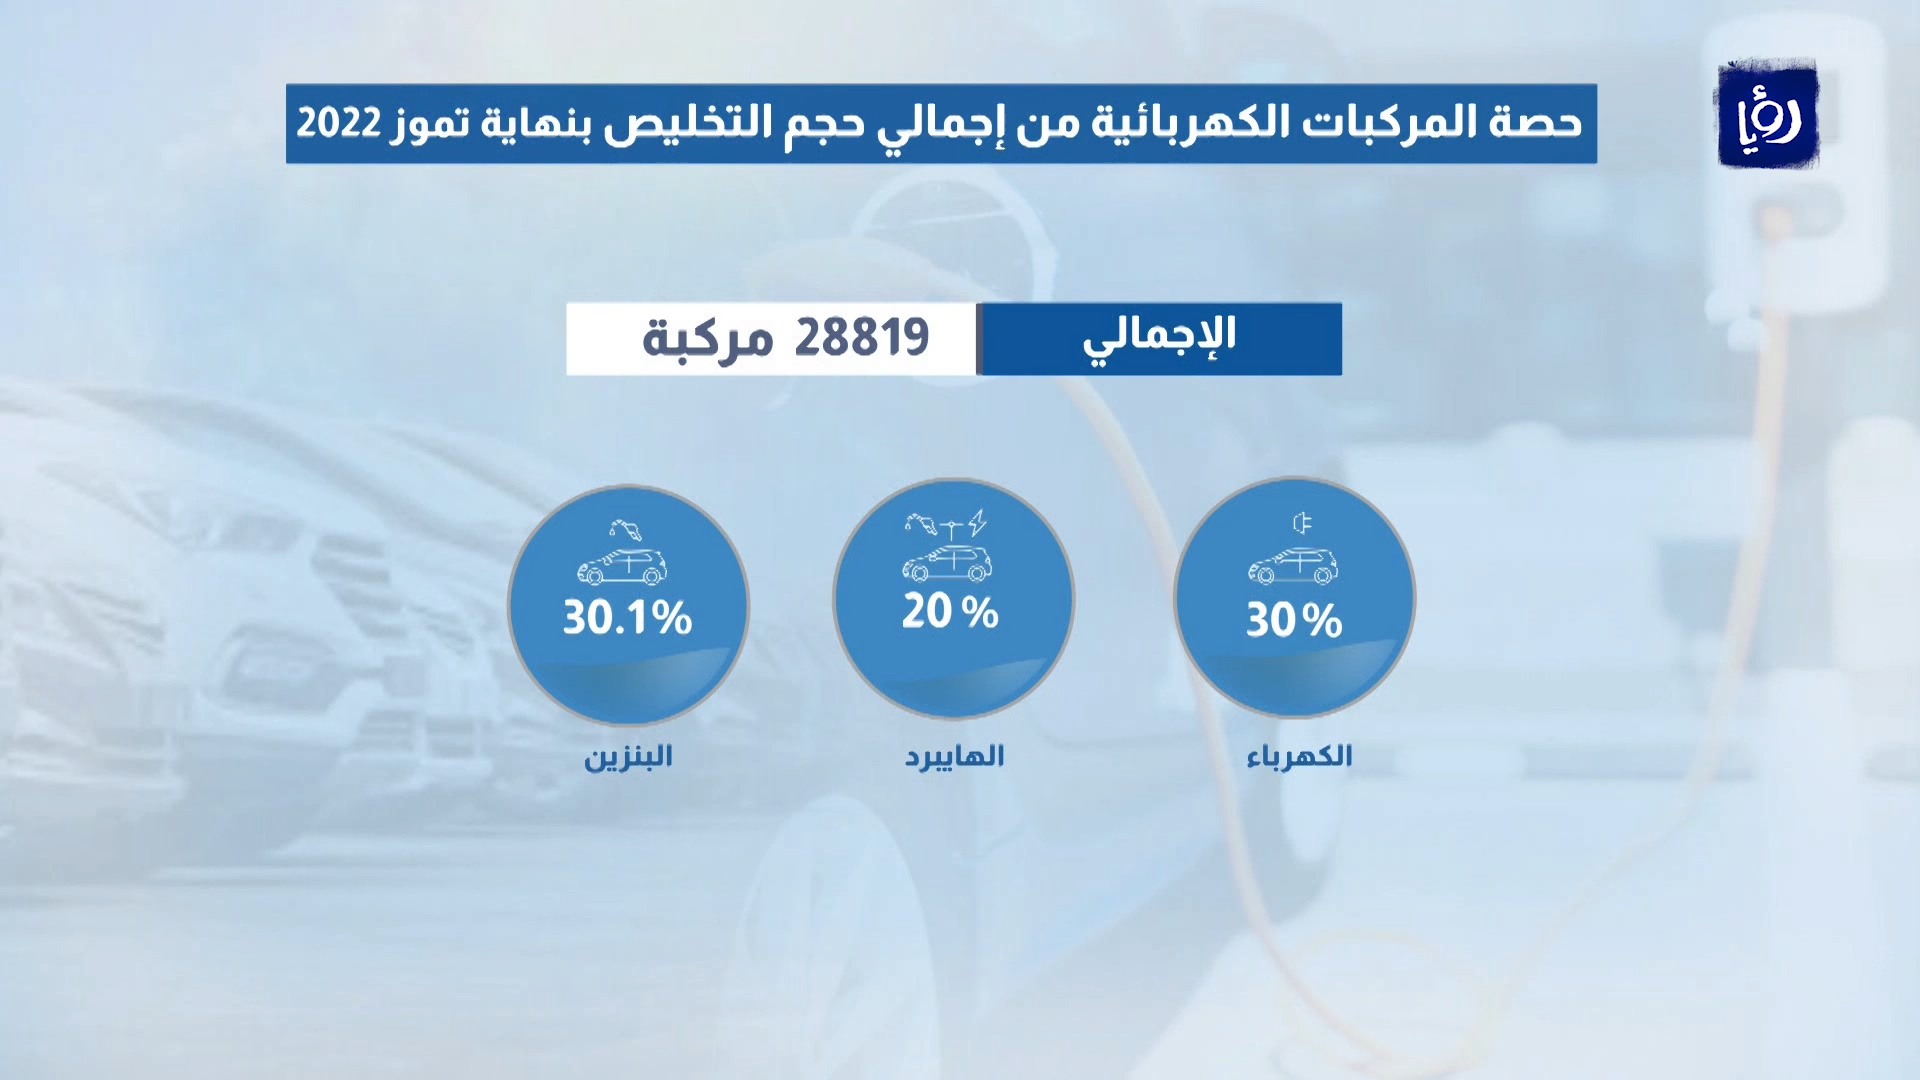 حصة المركبات الكهربائية من إجمالي حجم التخليص بنهاية تموز 2022
رؤيا
الإجمالي
28819 مركبة
30%
20%
30.1%
الكهرباء
الهايبرد
البنزين